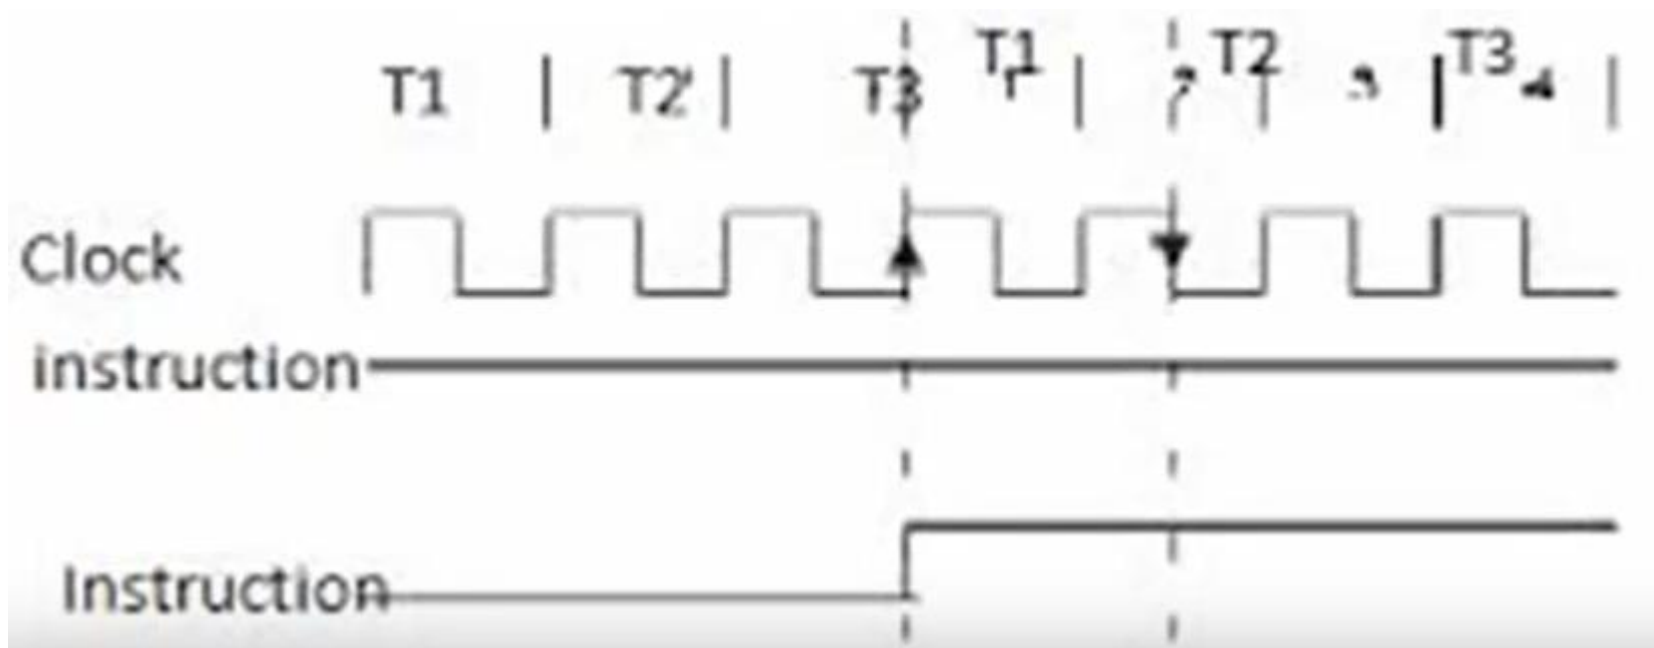 T1 T2 T3 T1 T2 T3
Clock
instruction
Instruction